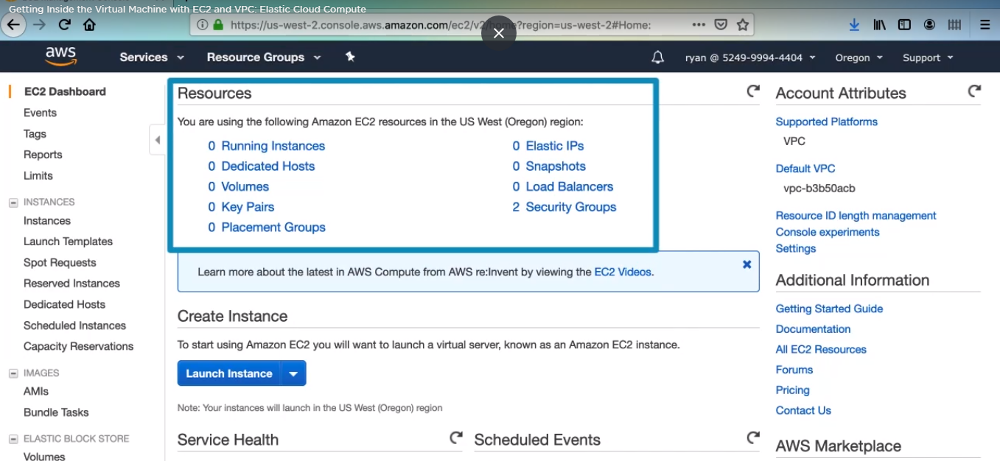 Getting Inside the Virtual Machine with EC2 and VPC: Elastic Cloud Compute
https://us-west-2.console.aws.amazon.com/ec2/v2/home?region=us-west-2#Home:
aws
Services
Resource Groups
ryan @ 5249-9994-4404
Oregon
Support
EC2 Dashboard
Events
Tags
Reports
Limits
INSTANCES
Instances
Launch Templates
Spot Requests
Reserved Instances
Dedicated Hosts
Scheduled Instances
Capacity Reservations
IMAGES
AMIs
Bundle Tasks
ELASTIC BLOCK STORE
Volumes
Resources
You are using the following Amazon EC2 resources in the US West (Oregon) region:
0 Running Instances
0 Dedicated Hosts
0 Volumes
0 Key Pairs
0 Placement Groups
0 Elastic IPs
0 Snapshots
0 Load Balancers
2 Security Groups
Learn more about the latest in AWS Compute from AWS re:Invent by viewing the EC2 Videos.
Create Instance
To start using Amazon EC2 you will want to launch a virtual server, known as an Amazon EC2 instance.
Launch Instance
Note: Your instances will launch in the US West (Oregon) region
Service Health
Scheduled Events
Account Attributes
Supported Platforms
VPC
Default VPC
vpc-b3b50acb
Resource ID length management
Console experiments
Settings
Additional Information
Getting Started Guide
Documentation
All EC2 Resources
Forums
Pricing
Contact Us
AWS Marketplace